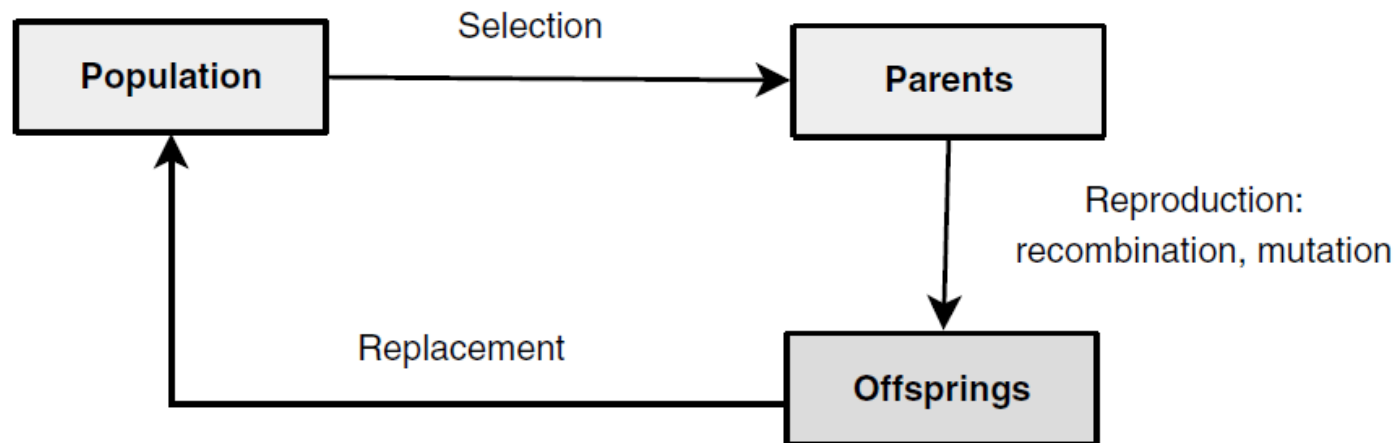 Selection
Population
Parents
Reproduction:
recombination, mutation
Replacement
Offsprings